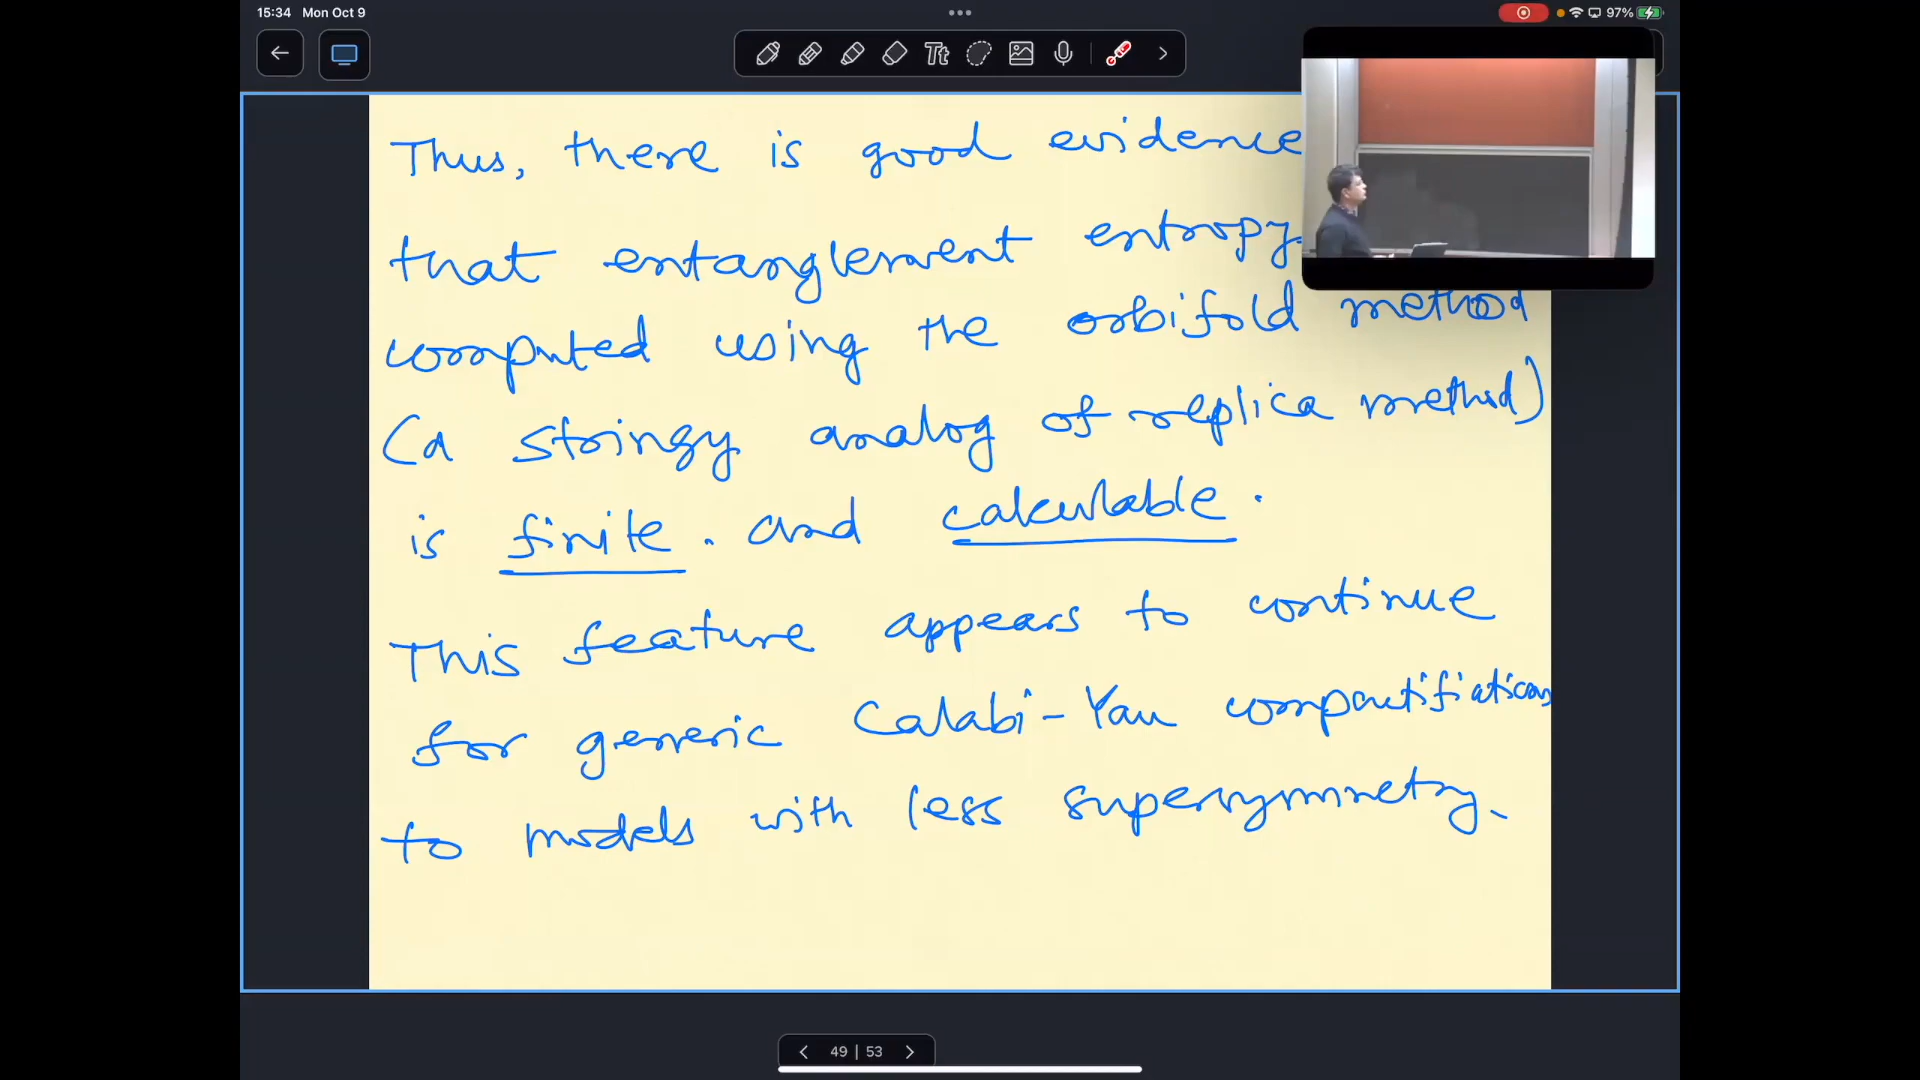 15:34 Mon Oct 9
97%
Tt
Thus, there is good evidence
that entanglement entropy
computed using the orbifold method
(a stringy analog of replica method)
is finite. and calculable.
This feature appears to continue
for generic Calabi-Yau compactifiations
to models with less supersymmetry.
49 | 53